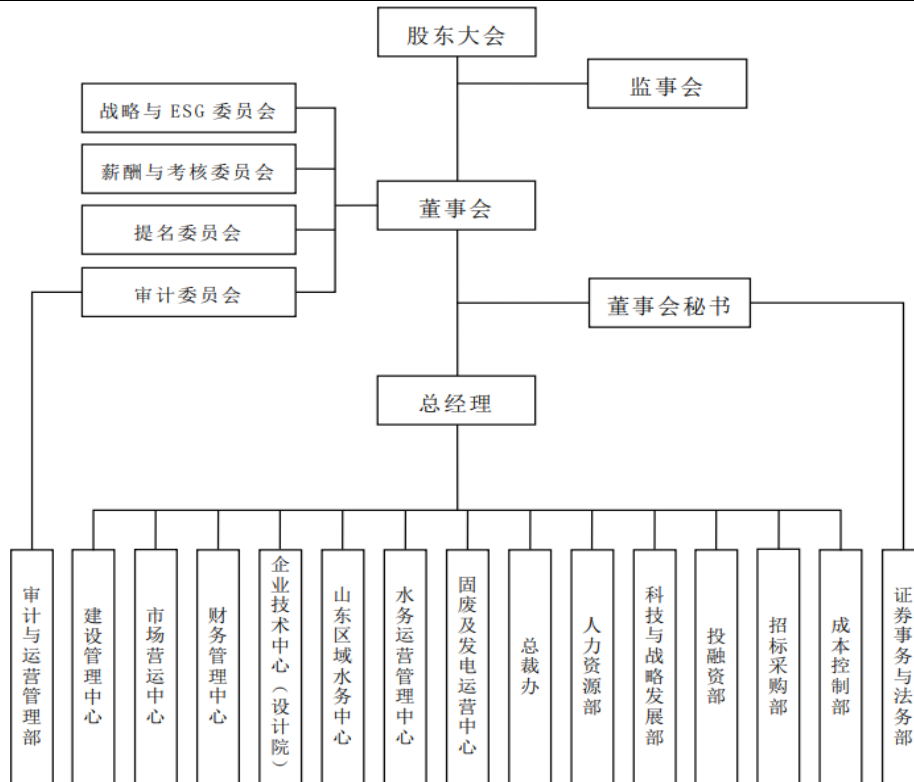 股东大会
监事会
战略与 ESG 委员会
薪酬与考核委员会
董事会
提名委员会
审计委员会
董事会秘书
总经理
审计与运营管理部
建设管理中心
市场营运中心
财务管理中心
企业技术中心（设计院）
山东区域水务中心
水务运营管理中心
固废及发电运营中心
总裁办
人力资源部
科技与战略发展部
投融资部
招标采购部
成本控制部
证券事务与法务部